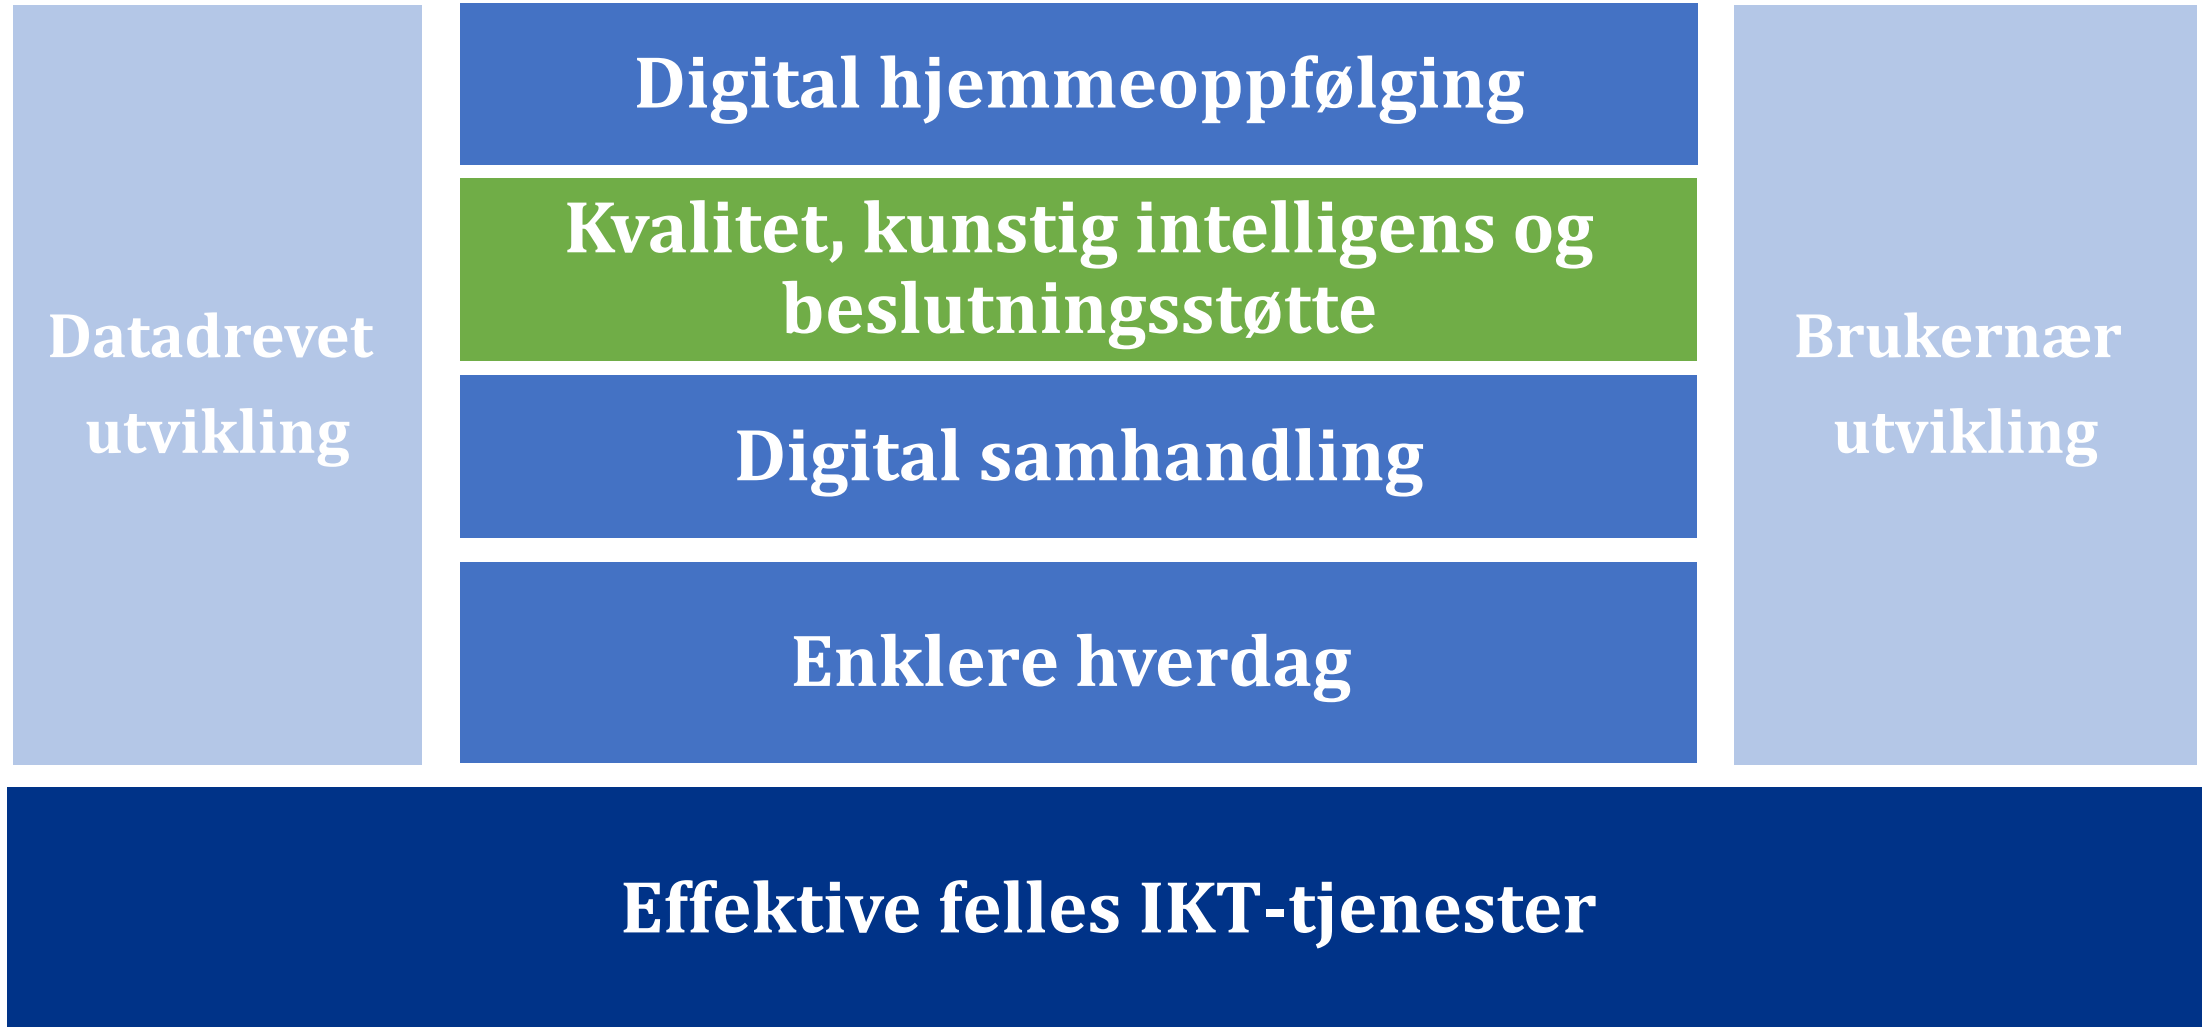 Digital hjemmeoppfølging
Kvalitet, kunstig intelligens og
beslutningsstøtte
Datadrevet
utvikling
Digital samhandling
Enklere hverdag
Brukernær
utvikling
Effektive felles IKT-tjenester